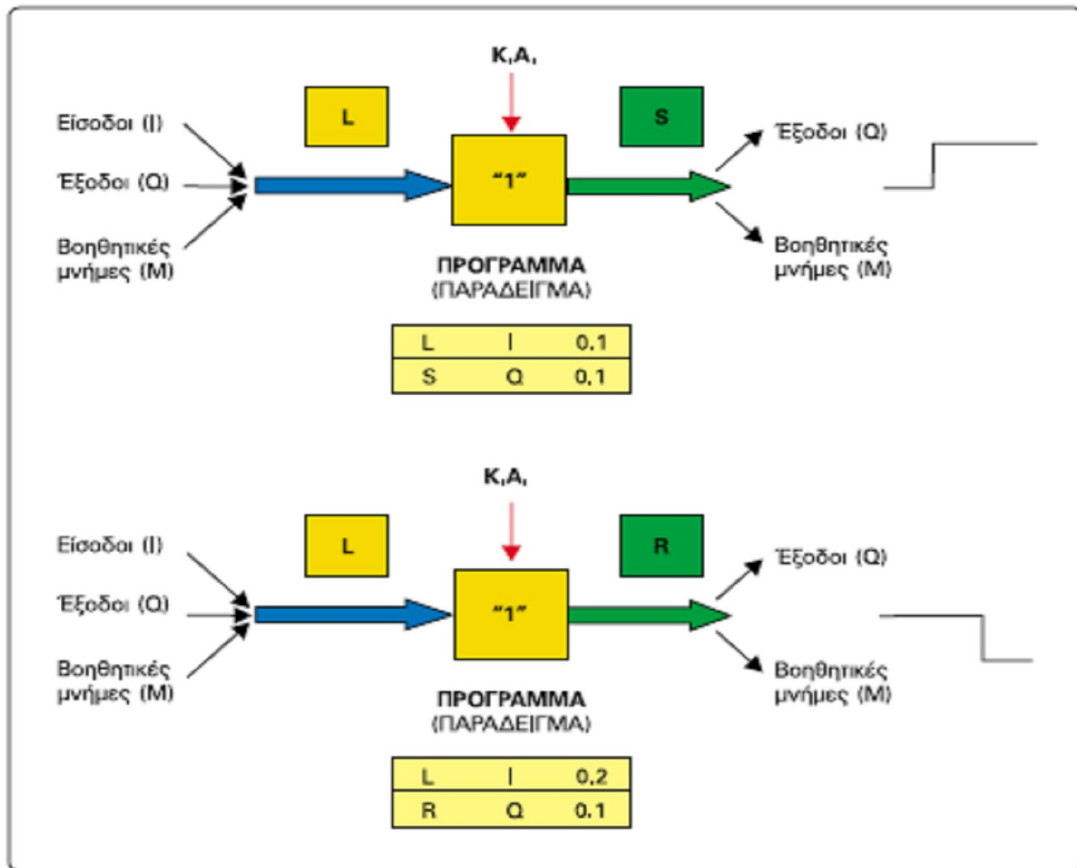 Κ.Α.
L
S
Είσοδοι (I)
Έξοδοι (Q)
Βοηθητικές
μνήμες (M)
"1"
Έξοδοι (Q)
Βοηθητικές
μνήμες (M)
ΠΡΟΓΡΑΜΜΑ
(ΠΑΡΑΔΕΙΓΜΑ)
L I 0.1
S Q 0.1
Κ.Α.
L
R
Είσοδοι (I)
Έξοδοι (Q)
Βοηθητικές
μνήμες (M)
"1"
Έξοδοι (Q)
Βοηθητικές
μνήμες (M)
ΠΡΟΓΡΑΜΜΑ
(ΠΑΡΑΔΕΙΓΜΑ)
L I 0.2
R Q 0.1